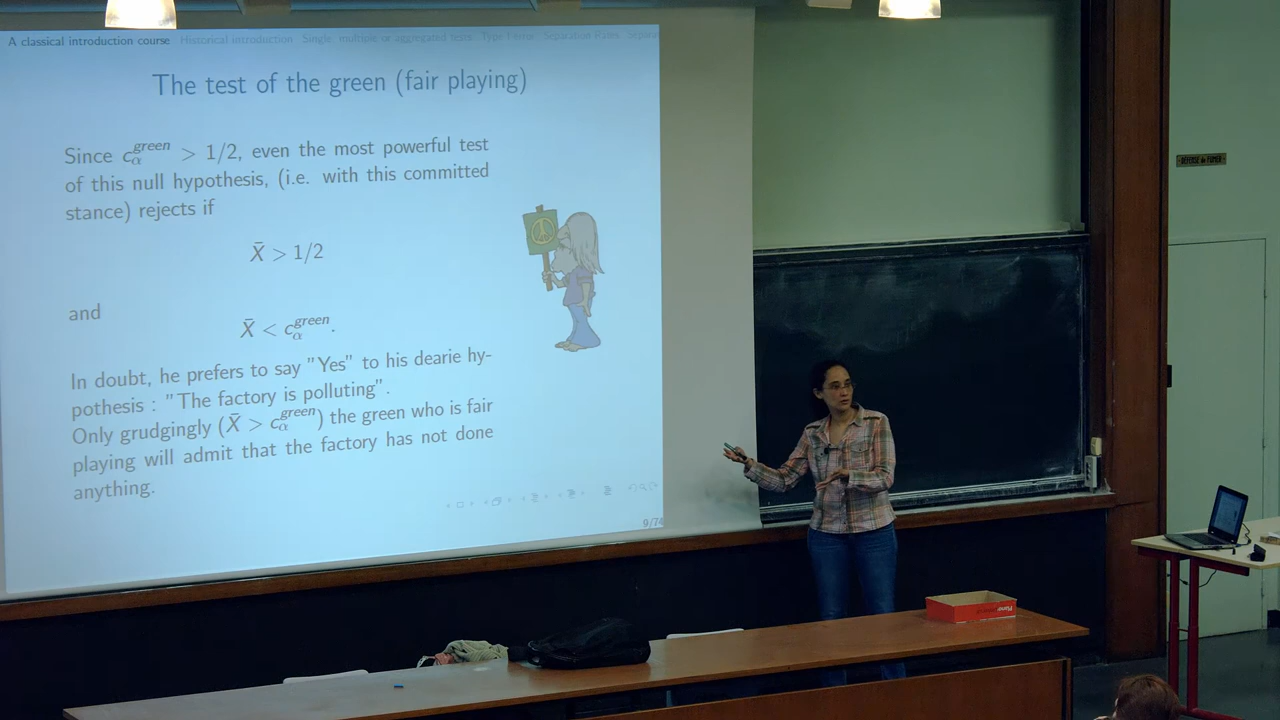 A classical introduction course Historical introduction Single, multiple or aggregated tests Type I error Separation Rates
The test of the green (fair playing)
Since c_α^green > 1/2, even the most powerful test
of this null hypothesis, (i.e. with this committed
stance) rejects if
X̄ > 1/2
and
X̄ < c_α^green.
In doubt, he prefers to say "Yes" to his dearie hy-
pothesis : "The factory is polluting".
Only grudgingly (X̄ > c_α^green) the green who is fair
playing will admit that the factory has not done
anything.
9/74
DÉFENSE de FUMER